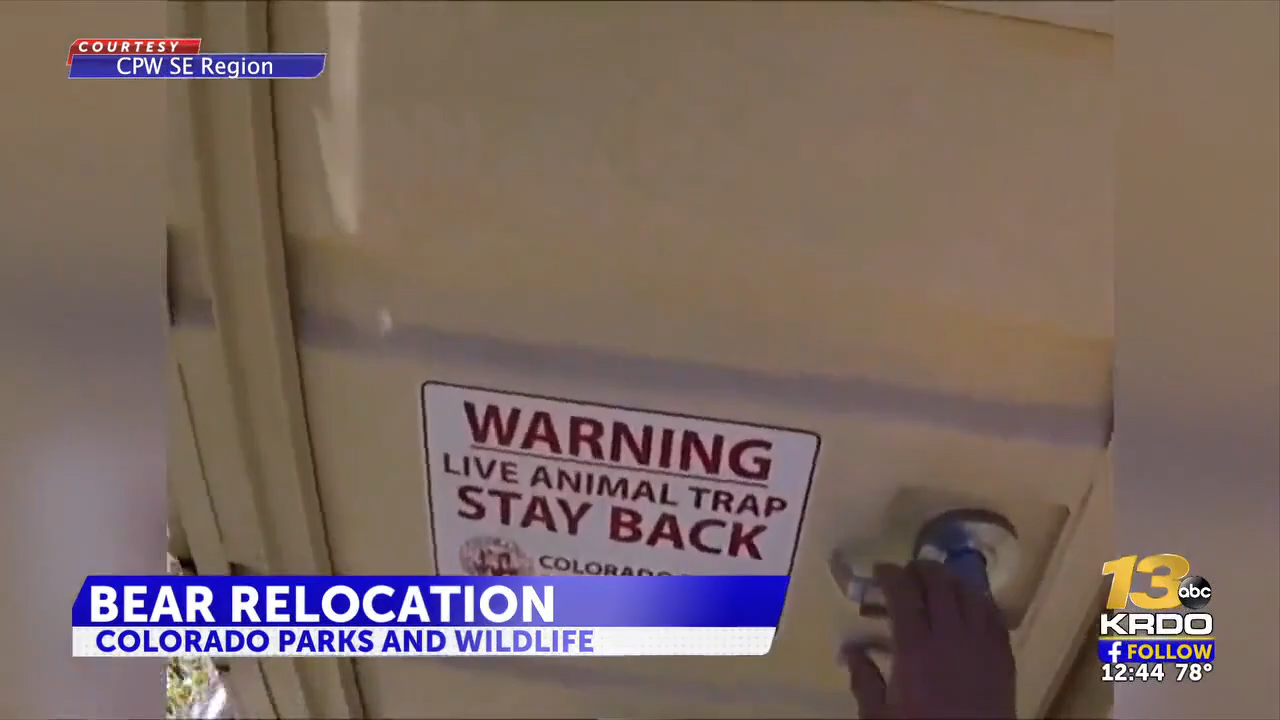 COURTESY
CPW SE Region
WARNING
LIVE ANIMAL TRAP
STAY BACK
COLORADO
BEAR RELOCATION
COLORADO PARKS AND WILDLIFE
13 abc
KRDO
f FOLLOW
12:44 78°